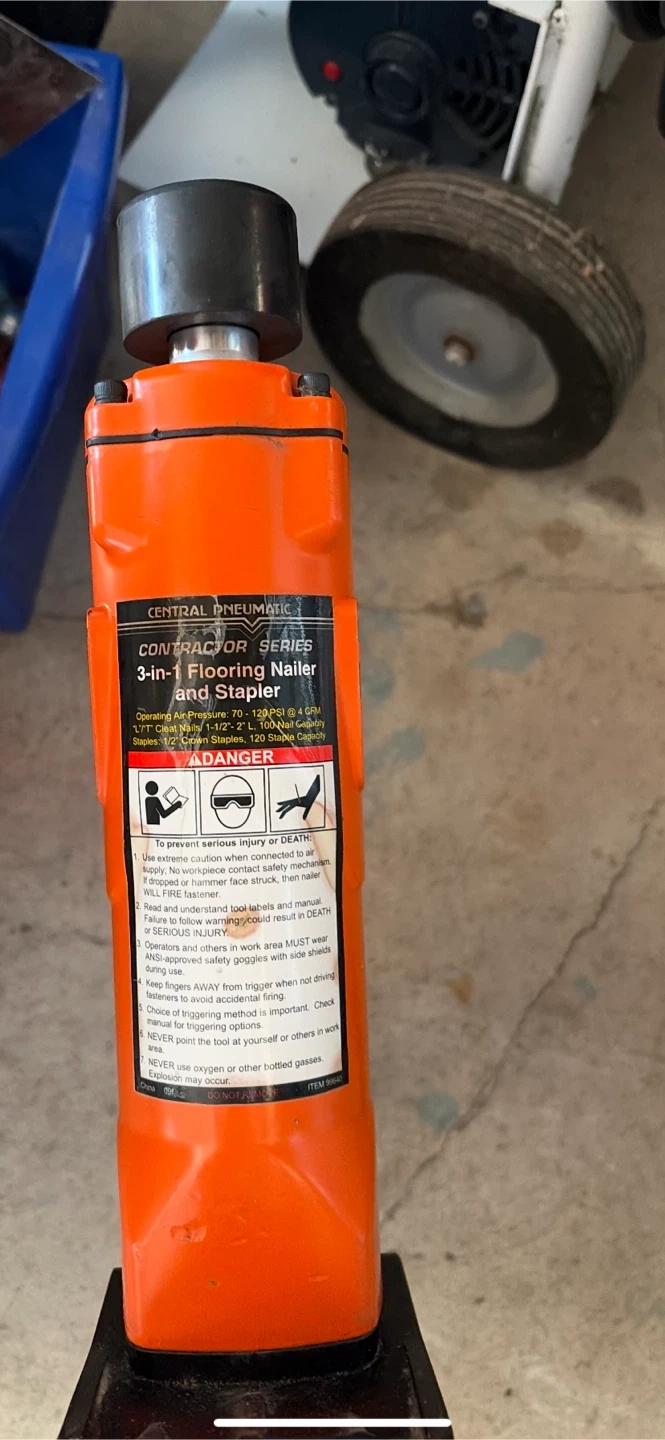 CENTRAL PNEUMATIC
CONTRACTOR SERIES
3-in-1 Flooring Nailer
and Stapler
Operating Air Pressure: 70 - 120 PSI @ 4 CFM
"L"/"T" Cleat Nails, 1-1/2"- 2" L, 100 Nail Capacity
Staples: 1/2" Crown Staples, 120 Staple Capacity
DANGER
To prevent serious injury or DEATH:
1. Use extreme caution when connected to air
supply; No workpiece contact safety mechanism.
If dropped or hammer face struck, then nailer
WILL FIRE fastener.
2. Read and understand tool labels and manual.
Failure to follow warnings could result in DEATH
or SERIOUS INJURY.
3. Operators and others in work area MUST wear
ANSI-approved safety goggles with side shields
during use.
4. Keep fingers AWAY from trigger when not driving
fasteners to avoid accidental firing.
5. Choice of triggering method is important. Check
manual for triggering options.
6. NEVER point the tool at yourself or others in work
area.
7. NEVER use oxygen or other bottled gasses.
Explosion may occur.
China DO NOT REMOVE ITEM